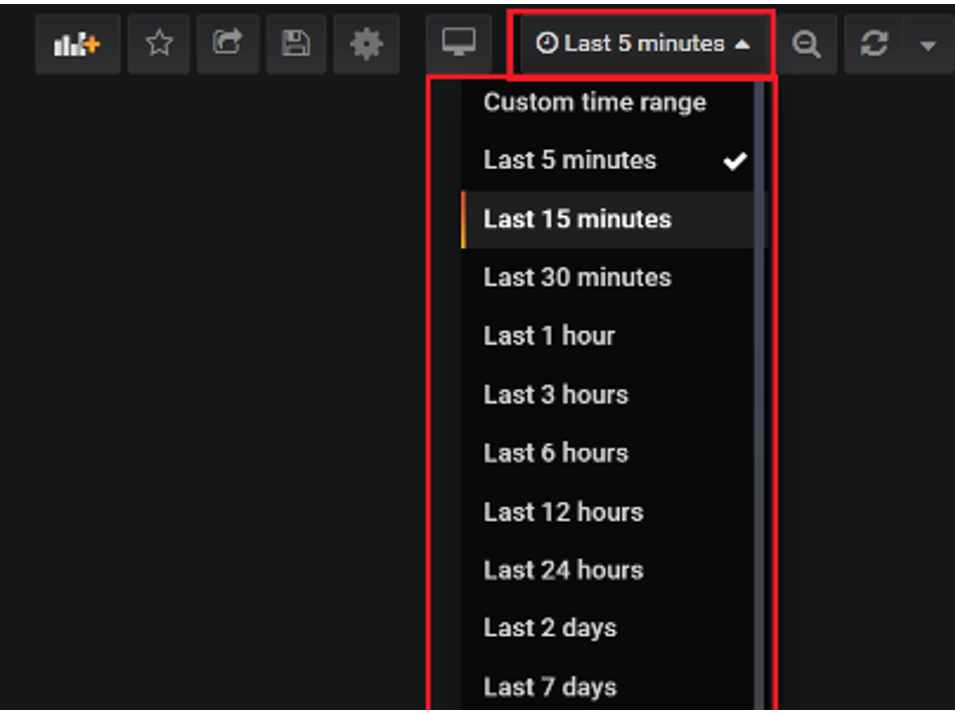 Last 5 minutes
Custom time range
Last 5 minutes
Last 15 minutes
Last 30 minutes
Last 1 hour
Last 3 hours
Last 6 hours
Last 12 hours
Last 24 hours
Last 2 days
Last 7 days